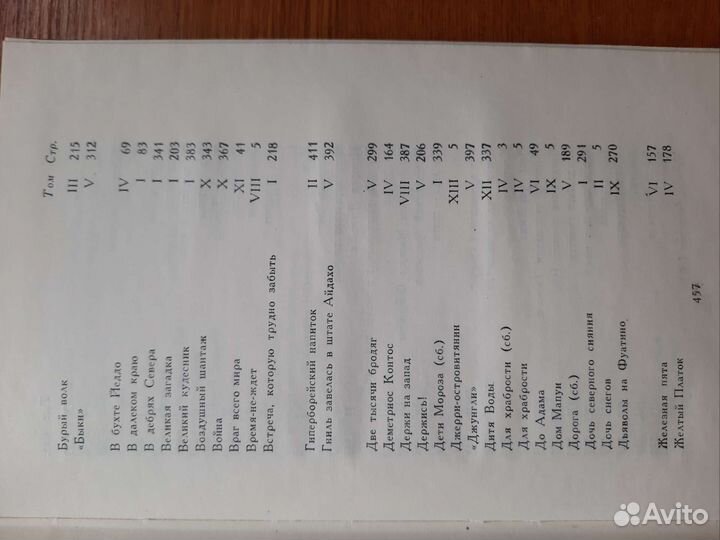 Том Стр.
Бурый волк III 215
«Быки» V 312
В бухте Иеддо IV 69
В далеком краю I 83
В дебрях Севера I 341
Великая загадка I 203
Великий кудесник I 383
Воздушный шантаж X 343
Война X 367
Враг всего мира XI 41
Время-не-ждет VIII 5
Встреча, которую трудно забыть I 218
Гиперборейский напиток II 411
Гниль завелась в штате Айдахо V 392
Две тысячи бродяг V 299
Деметриос Контос IV 164
Держи на запад VIII 387
Держись! V 206
Дети Мороза (сб.) I 339
Джерри-островитянин XIII 5
«Джунгли» V 397
Дитя Воды XII 337
Для храбрости (сб.) IV 3
Для храбрости IV 5
До Адама VI 49
Дом Мапуи IX 5
Дорога (сб.) V 189
Дочь северного сияния I 291
Дочь снегов II 5
Дьяволы на Фуатино IX 270
Железная пята VI 157
Желтый Платок IV 178
457
Avito